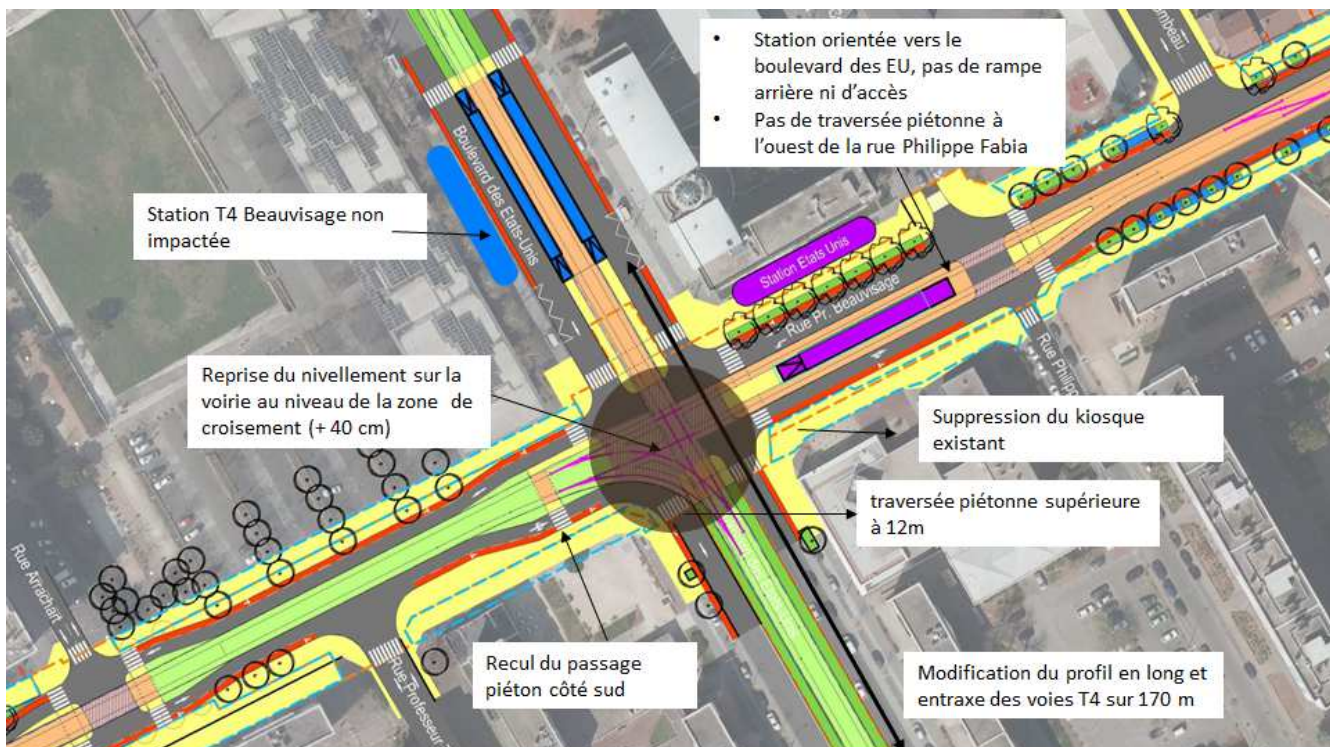 • Station orientée vers le
boulevard des EU, pas de rampe
arrière ni d’accès
• Pas de traversée piétonne à
l’ouest de la rue Philippe Fabia
Boulevard des Etats-Unis
Station T4 Beauvisage non
impactée
Station Etats Unis
Rue Pr. Beauvisage
Rue Philippe
Reprise du nivellement sur la
voirie au niveau de la zone de
croisement (+ 40 cm)
Suppression du kiosque
existant
traversée piétonne supérieure
à 12m
Rue Arrachart
Rue Professeur
Recul du passage
piéton côté sud
Modification du profil en long et
entraxe des voies T4 sur 170 m